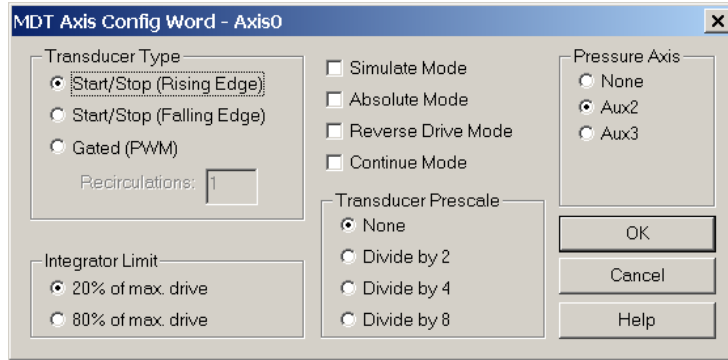 MDT Axis Config Word - Axis0
Transducer Type
Start/Stop (Rising Edge)
Start/Stop (Falling Edge)
Gated (PWM)
Recirculations: 1
Integrator Limit
20% of max. drive
80% of max. drive
Simulate Mode
Absolute Mode
Reverse Drive Mode
Continue Mode
Transducer Prescale
None
Divide by 2
Divide by 4
Divide by 8
Pressure Axis
None
Aux2
Aux3
OK
Cancel
Help